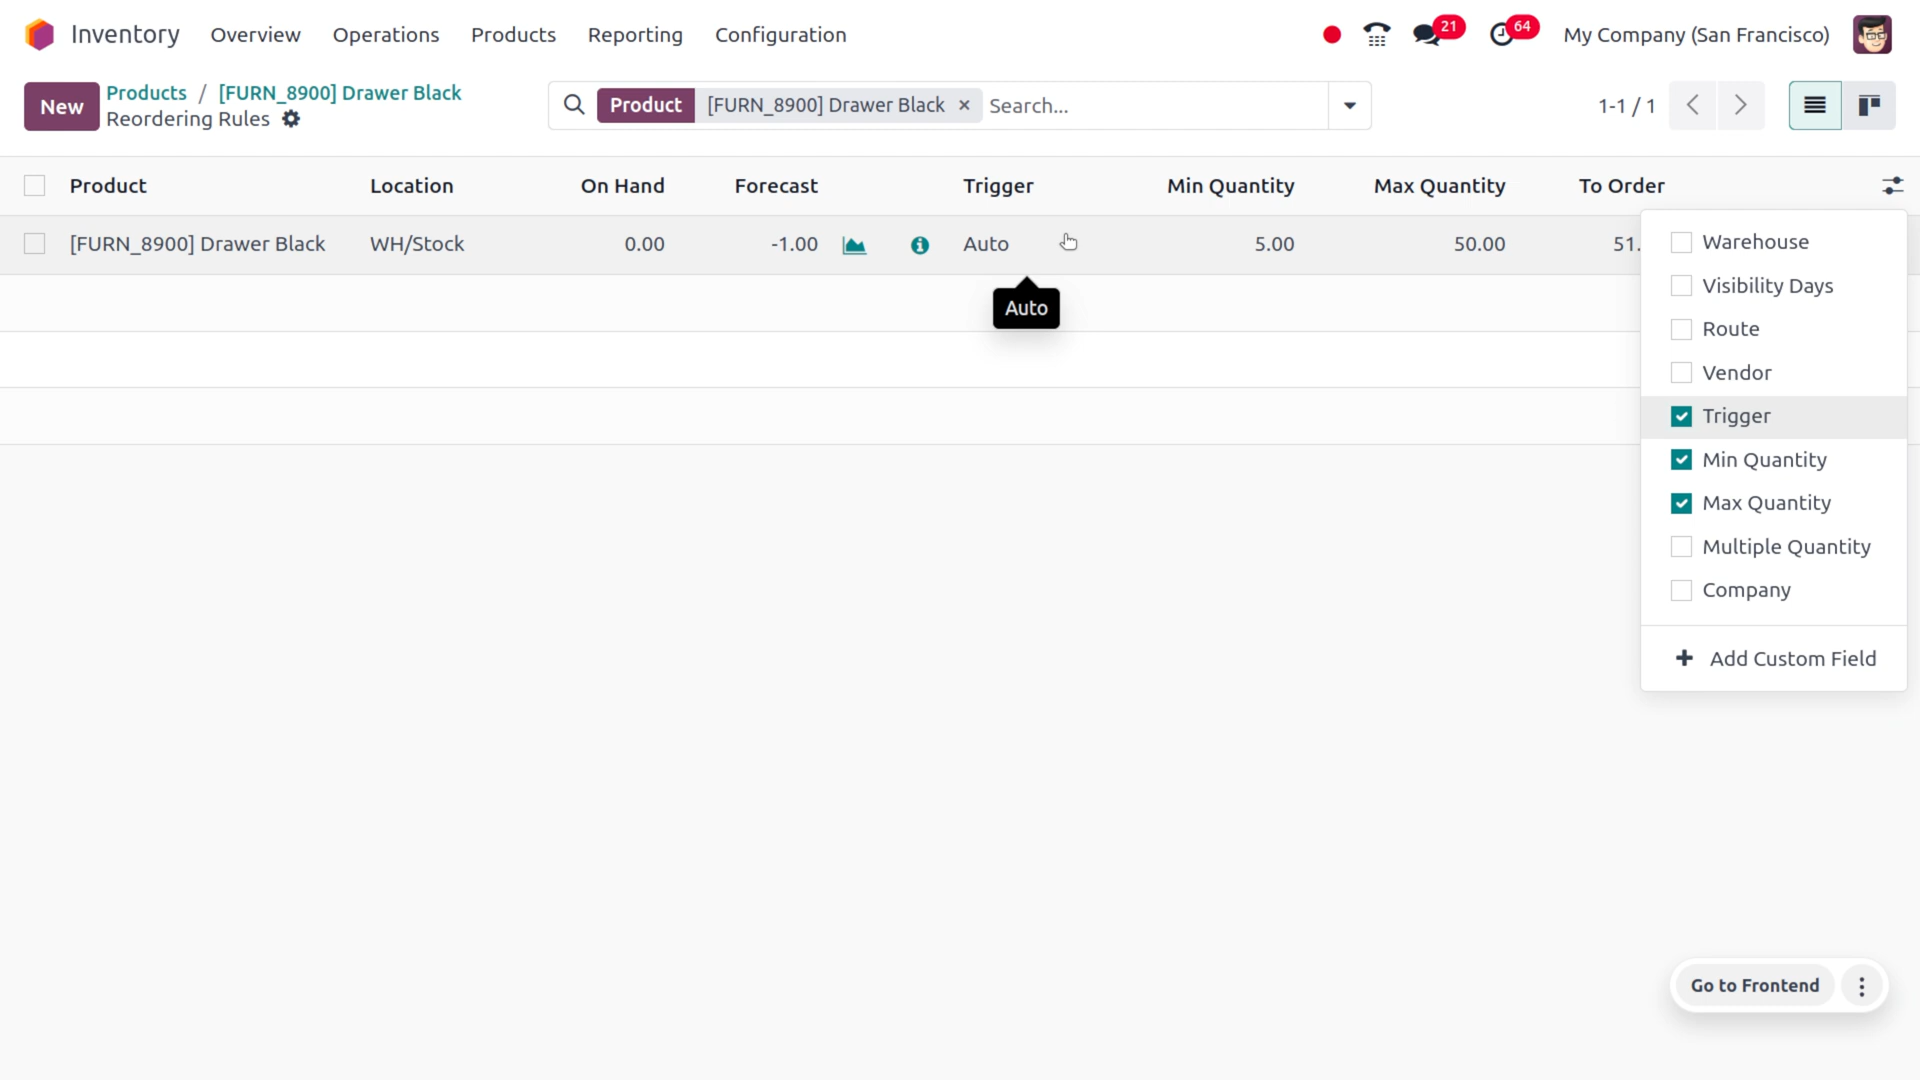 Inventory Overview Operations Products Reporting Configuration 21 64 My Company (San Francisco)
New Products / [FURN_8900] Drawer Black
Reordering Rules
Product [FURN_8900] Drawer Black × Search...
1-1 / 1
Product Location On Hand Forecast Trigger Min Quantity Max Quantity To Order
[FURN_8900] Drawer Black WH/Stock 0.00 -1.00 Auto 5.00 50.00 51.
Auto
Warehouse
Visibility Days
Route
Vendor
Trigger
Min Quantity
Max Quantity
Multiple Quantity
Company
+ Add Custom Field
Go to Frontend